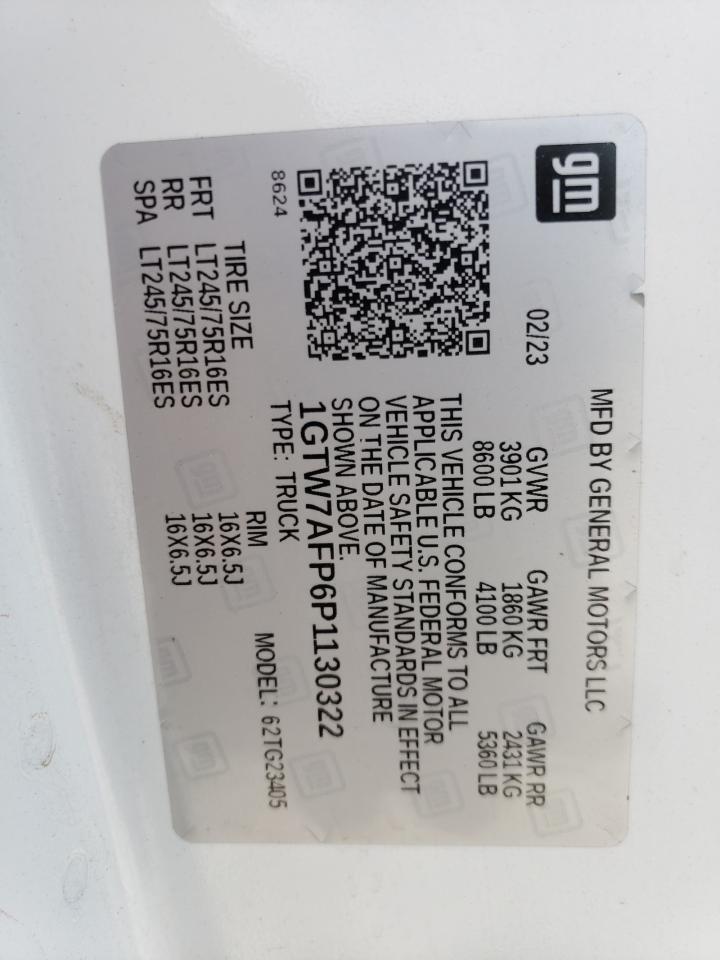 gm
MFD BY GENERAL MOTORS LLC
02/23
GVWR GAWR FRT GAWR RR
3901 KG 1860 KG 2431 KG
8600 LB 4100 LB 5360 LB
THIS VEHICLE CONFORMS TO ALL
APPLICABLE U.S. FEDERAL MOTOR
VEHICLE SAFETY STANDARDS IN EFFECT
ON THE DATE OF MANUFACTURE
SHOWN ABOVE.
1GTW7AFP6P1130322
8624
TYPE: TRUCK MODEL: 62TG23405
TIRE SIZE RIM
FRT LT245/75R16ES 16X6.5J
RR LT245/75R16ES 16X6.5J
SPA LT245/75R16ES 16X6.5J